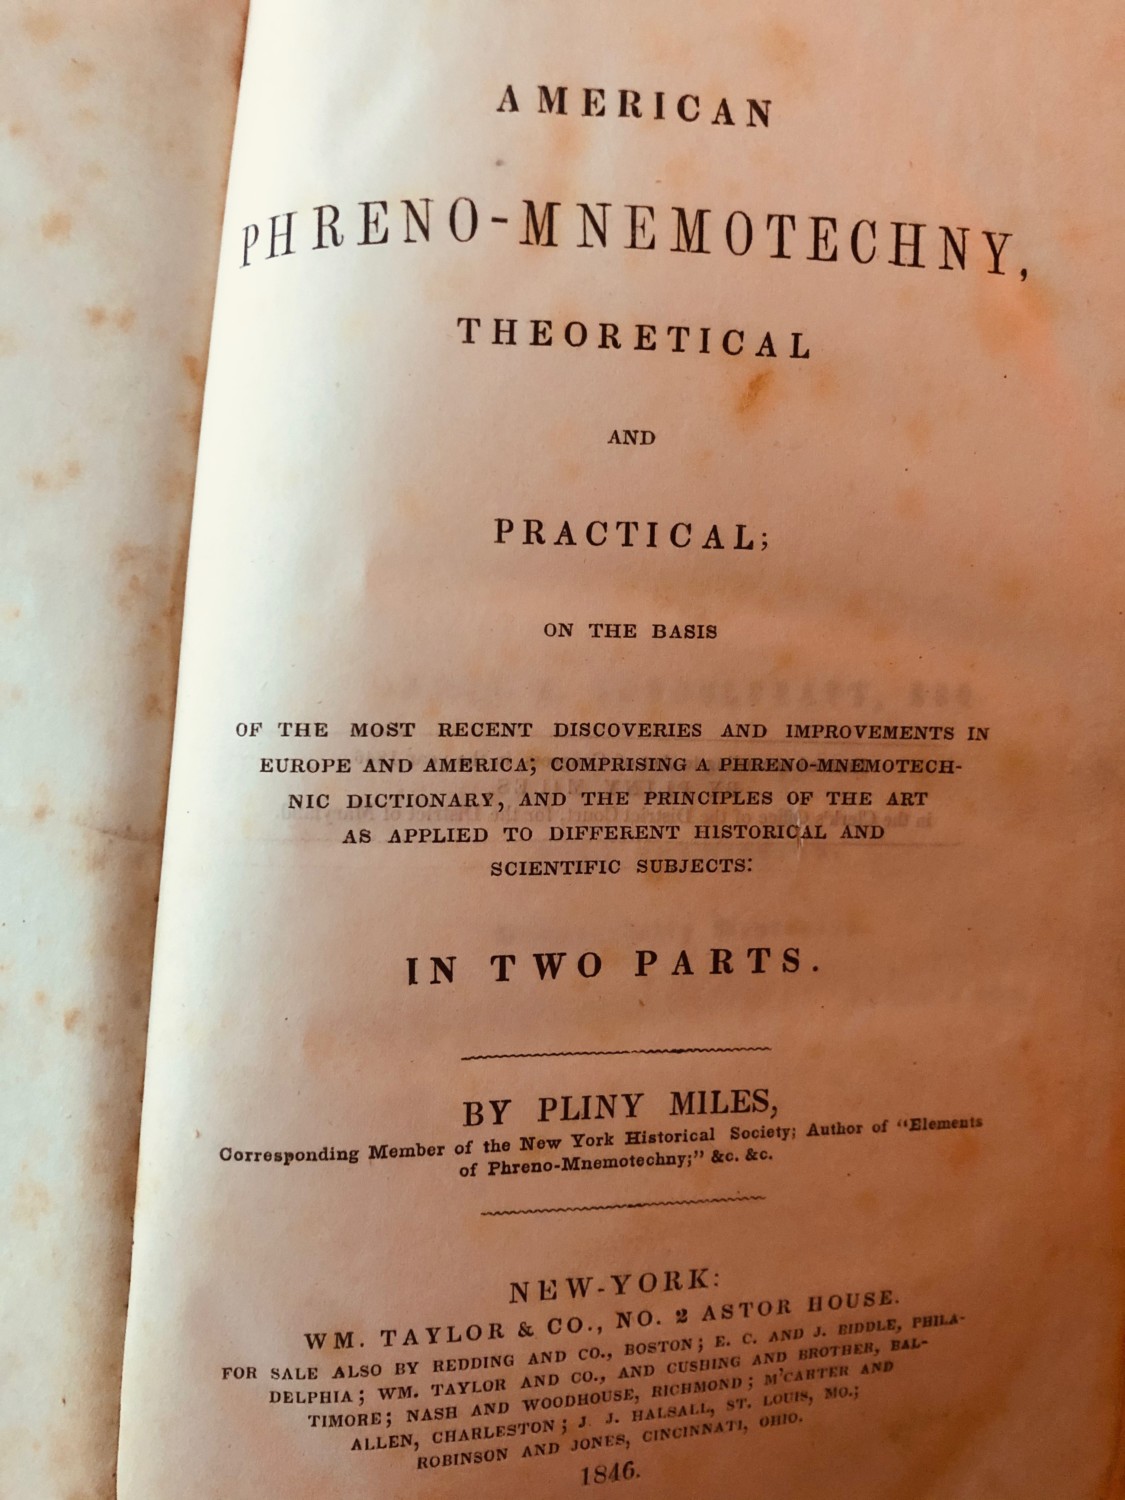 AMERICAN
PHRENO-MNEMOTECHNY,
THEORETICAL
AND
PRACTICAL;
ON THE BASIS
OF THE MOST RECENT DISCOVERIES AND IMPROVEMENTS IN
EUROPE AND AMERICA; COMPRISING A PHRENO-MNEMOTECH-
NIC DICTIONARY, AND THE PRINCIPLES OF THE ART
AS APPLIED TO DIFFERENT HISTORICAL AND
SCIENTIFIC SUBJECTS:
IN TWO PARTS.
BY PLINY MILES,
Corresponding Member of the New York Historical Society; Author of "Elements
of Phreno-Mnemotechny;" &c. &c.
NEW-YORK:
WM. TAYLOR & CO., NO. 2 ASTOR HOUSE.
FOR SALE ALSO BY REDDING AND CO., BOSTON; E. C. AND J. BIDDLE, PHILA-
DELPHIA; WM. TAYLOR AND CO., AND CUSHING AND BROTHER, BAL-
TIMORE; NASH AND WOODHOUSE, RICHMOND; M'CARTER AND
ALLEN, CHARLESTON; J. J. HALSALL, ST. LOUIS, MO.;
ROBINSON AND JONES, CINCINNATI, OHIO.
1846.